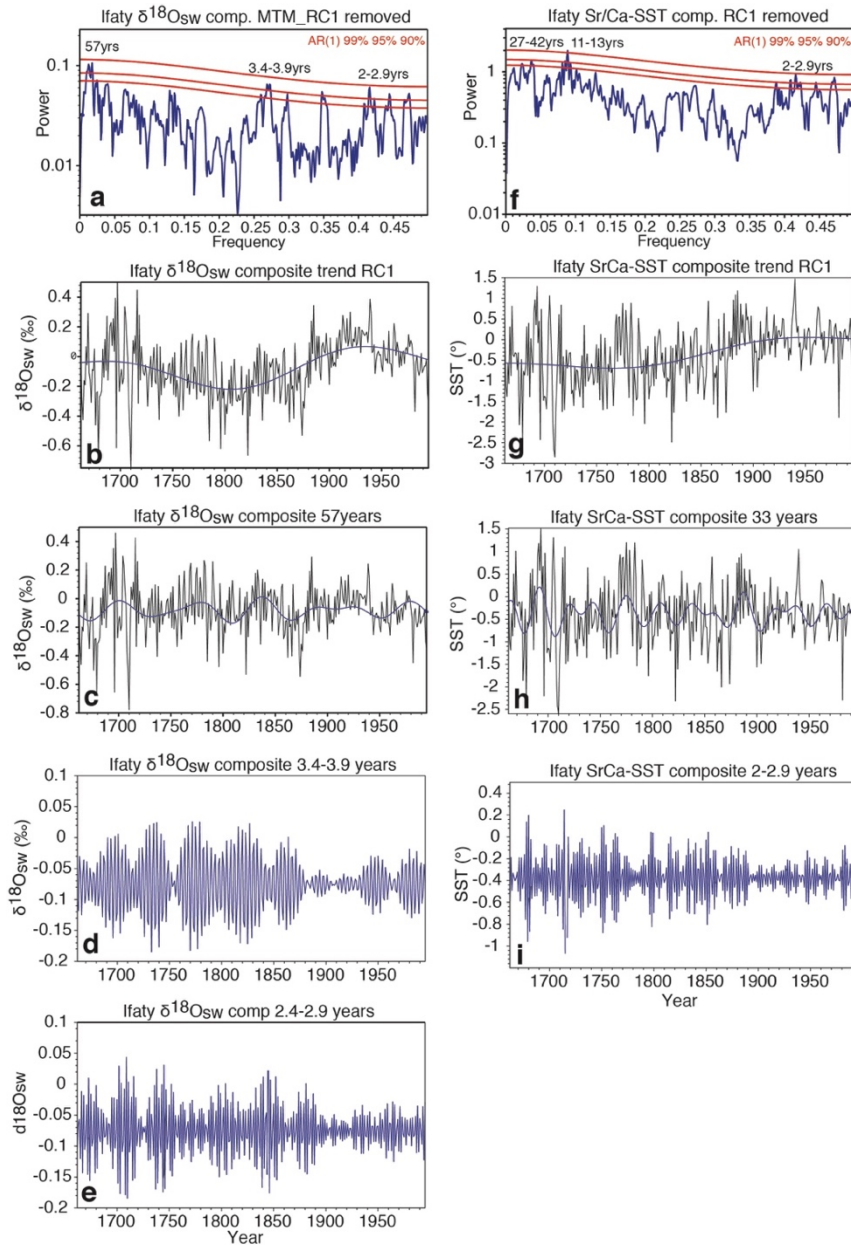 Ifaty δ18Osw comp. MTM_RC1 removed
57yrs
AR(1) 99% 95% 90%
3.4-3.9yrs
2-2.9yrs
0.1
0.01
Power
a
0 0.05 0.1 0.15 0.2 0.25 0.3 0.35 0.4 0.45
Frequency
Ifaty Sr/Ca-SST comp. RC1 removed
27-42yrs 11-13yrs
AR(1) 99% 95% 90%
2-2.9yrs
10
1
0.1
0.01
Power
f
0 0.05 0.1 0.15 0.2 0.25 0.3 0.35 0.4 0.45
Frequency
Ifaty δ18Osw composite trend RC1
0.4
0.2
0
-0.2
-0.4
-0.6
δ18Osw (‰)
b
1700 1750 1800 1850 1900 1950
Ifaty SrCa-SST composite trend RC1
1.5
1
0.5
0
-0.5
-1
-1.5
-2
-2.5
-3
SST (°)
g
1700 1750 1800 1850 1900 1950
Ifaty δ18Osw composite 57years
0.4
0.2
0
-0.2
-0.4
-0.6
-0.8
δ18Osw (‰)
c
1700 1750 1800 1850 1900 1950
Ifaty SrCa-SST composite 33 years
1.5
1
0.5
0
-0.5
-1
-1.5
-2
-2.5
SST (°)
h
1700 1750 1800 1850 1900 1950
Ifaty δ18Osw composite 3.4-3.9 years
0.1
0.05
0
-0.05
-0.1
-0.15
-0.2
δ18Osw (‰)
d
1700 1750 1800 1850 1900 1950
Ifaty SrCa-SST composite 2-2.9 years
0.4
0.2
0
-0.2
-0.4
-0.6
-0.8
-1
SST (°)
i
1700 1750 1800 1850 1900 1950
Year
Ifaty δ18Osw comp 2.4-2.9 years
0.1
0.05
0
-0.05
-0.1
-0.15
-0.2
d18Osw
e
1700 1750 1800 1850 1900 1950
Year